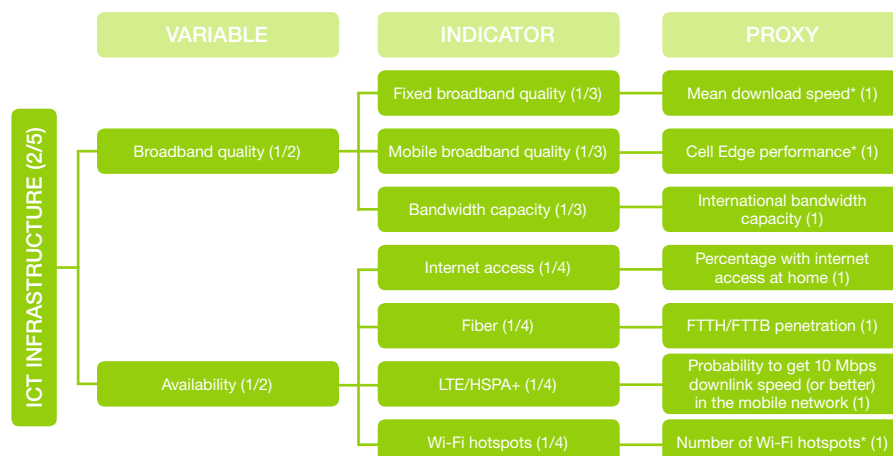 VARIABLE
INDICATOR
PROXY
ICT INFRASTRUCTURE (2/5)
Broadband quality (1/2)
Fixed broadband quality (1/3)
Mean download speed* (1)
Mobile broadband quality (1/3)
Cell Edge performance* (1)
Bandwidth capacity (1/3)
International bandwidth
capacity (1)
Availability (1/2)
Internet access (1/4)
Percentage with internet
access at home (1)
Fiber (1/4)
FTTH/FTTB penetration (1)
LTE/HSPA+ (1/4)
Probability to get 10 Mbps
downlink speed (or better)
in the mobile network (1)
Wi-Fi hotspots (1/4)
Number of Wi-Fi hotspots* (1)